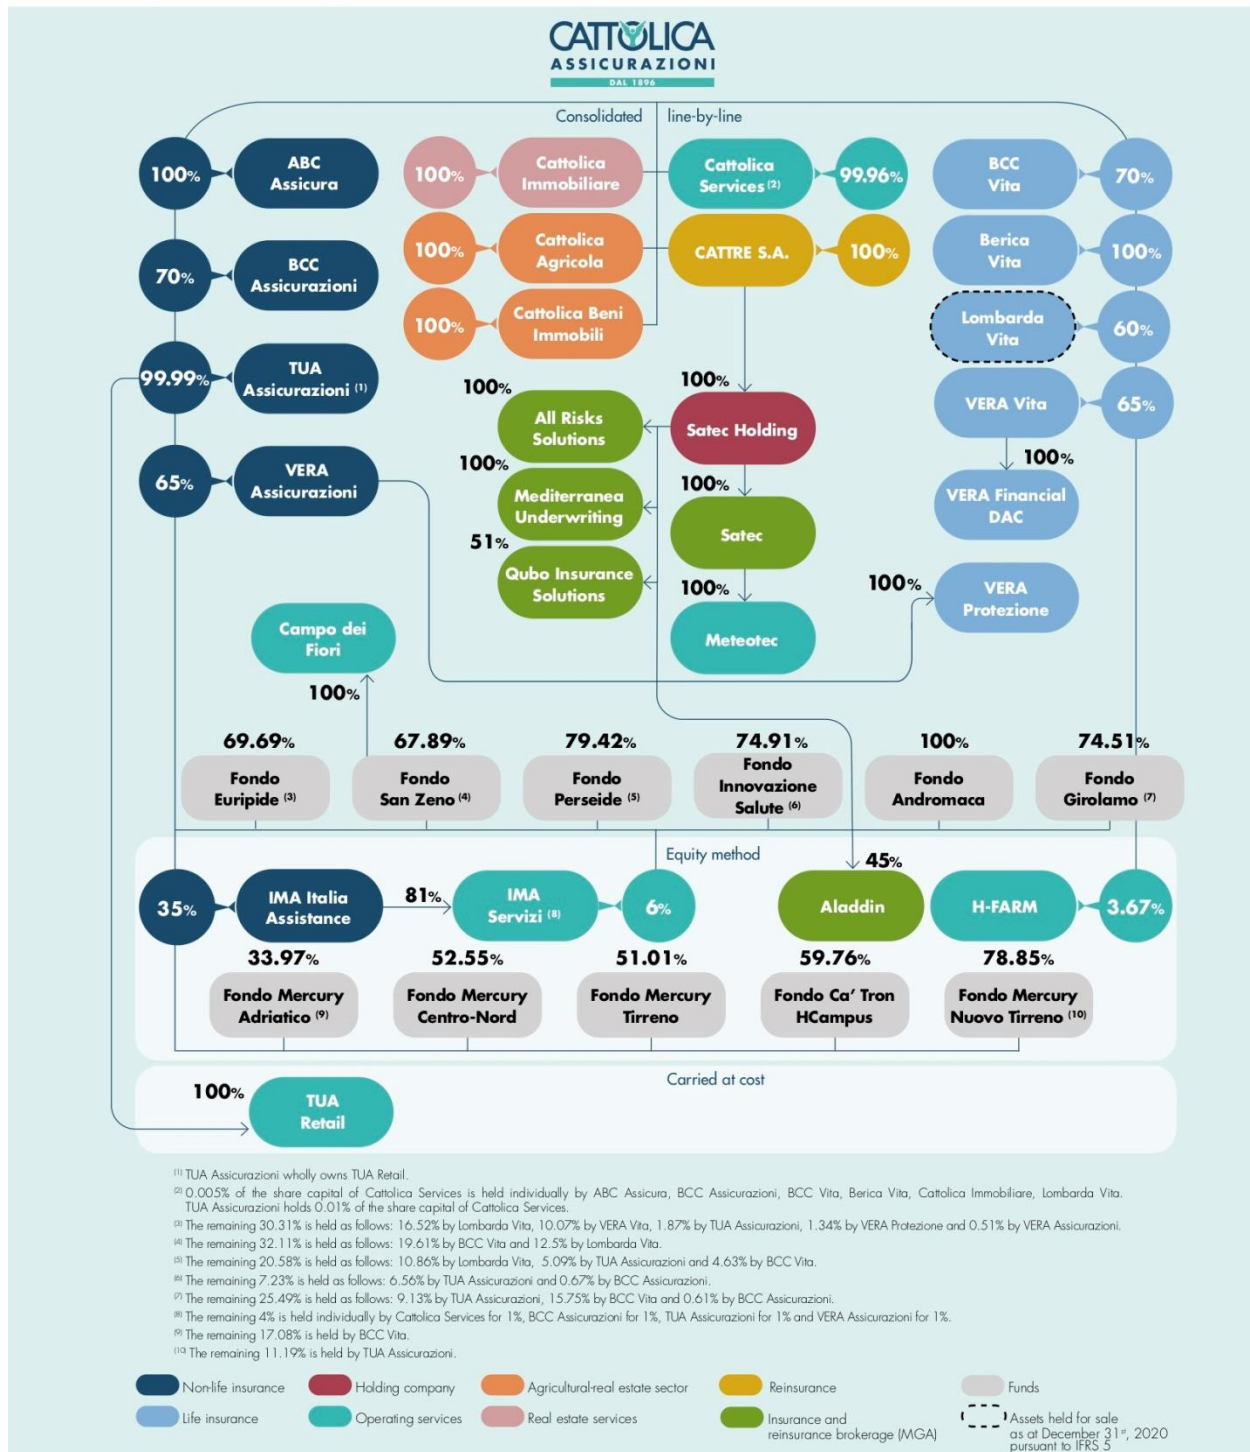 CATTOLICA
ASSICURAZIONI
DAL 1896
Consolidated line-by-line
100%
ABC
Assicura
100%
Cattolica
Immobiliare
Cattolica
Services (2)
99.96%
BCC
Vita
70%
70%
BCC
Assicurazioni
100%
Cattolica
Agricola
CATTRE S.A.
100%
Berica
Vita
100%
100%
Cattolica Beni
Immobili
Lombarda
Vita
60%
99.99%
TUA
Assicurazioni (1)
100%
All Risks
Solutions
100%
Satec Holding
VERA Vita
65%
65%
VERA
Assicurazioni
100%
Mediterranea
Underwriting
100%
Satec
100%
VERA Financial
DAC
51%
Qubo Insurance
Solutions
100%
Meteotec
100%
VERA
Protezione
Campo dei
Fiori
100%
69.69%
Fondo
Euripide (3)
67.89%
Fondo
San Zeno (4)
79.42%
Fondo
Perseide (5)
74.91%
Fondo
Innovazione
Salute (6)
100%
Fondo
Andromaca
74.51%
Fondo
Girolamo (7)
Equity method
35%
IMA Italia
Assistance
81%
IMA
Servizi (8)
6%
45%
Aladdin
H-FARM
3.67%
33.97%
Fondo Mercury
Adriatico (9)
52.55%
Fondo Mercury
Centro-Nord
51.01%
Fondo Mercury
Tirreno
59.76%
Fondo Ca' Tron
HCampus
78.85%
Fondo Mercury
Nuovo Tirreno (10)
Carried at cost
100%
TUA
Retail
(1) TUA Assicurazioni wholly owns TUA Retail.
(2) 0.005% of the share capital of Cattolica Services is held individually by ABC Assicura, BCC Assicurazioni, BCC Vita, Berica Vita, Cattolica Immobiliare, Lombarda Vita.
TUA Assicurazioni holds 0.01% of the share capital of Cattolica Services.
(3) The remaining 30.31% is held as follows: 16.52% by Lombarda Vita, 10.07% by VERA Vita, 1.87% by TUA Assicurazioni, 1.34% by VERA Protezione and 0.51% by VERA Assicurazioni.
(4) The remaining 32.11% is held as follows: 19.61% by BCC Vita and 12.5% by Lombarda Vita.
(5) The remaining 20.58% is held as follows: 10.86% by Lombarda Vita, 5.09% by TUA Assicurazioni and 4.63% by BCC Vita.
(6) The remaining 7.23% is held as follows: 6.56% by TUA Assicurazioni and 0.67% by BCC Assicurazioni.
(7) The remaining 25.49% is held as follows: 9.13% by TUA Assicurazioni, 15.75% by BCC Vita and 0.61% by BCC Assicurazioni.
(8) The remaining 4% is held individually by Cattolica Services for 1%, BCC Assicurazioni for 1%, TUA Assicurazioni for 1% and VERA Assicurazioni for 1%.
(9) The remaining 17.08% is held by BCC Vita.
(10) The remaining 11.19% is held by TUA Assicurazioni.
Non-life insurance
Holding company
Agricultural-real estate sector
Reinsurance
Funds
Life insurance
Operating services
Real estate services
Insurance and
reinsurance brokerage (MGA)
Assets held for sale
as at December 31st, 2020
pursuant to IFRS 5